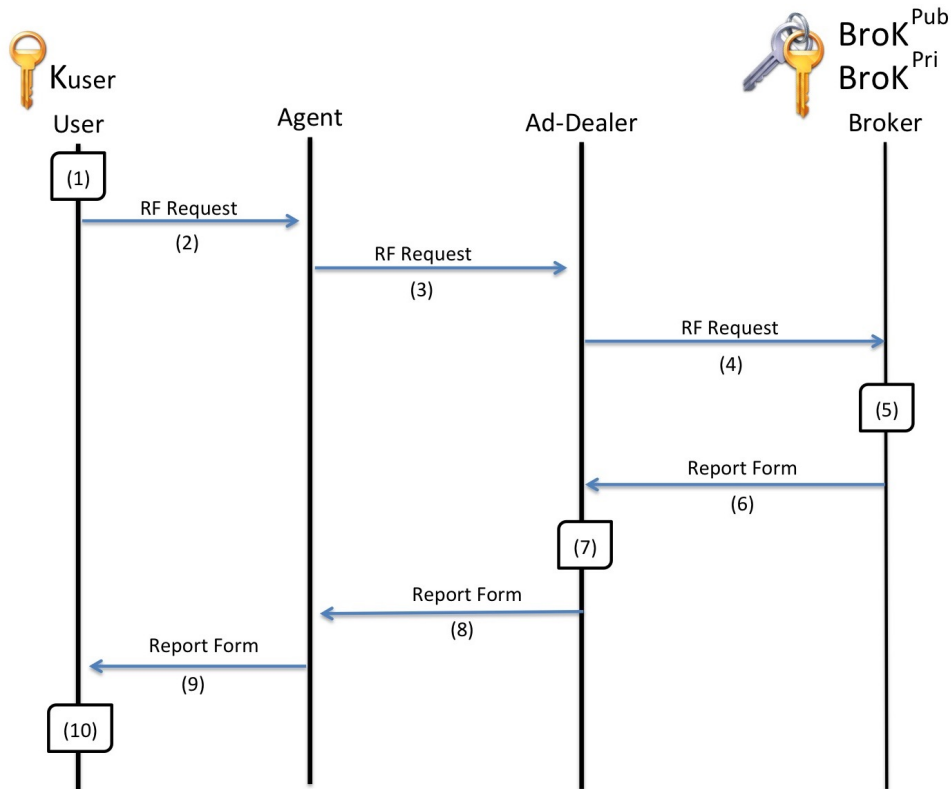 BroK^Pub
BroK^Pri
Kuser
User
Agent
Ad-Dealer
Broker
(1)
RF Request
(2)
RF Request
(3)
RF Request
(4)
(5)
Report Form
(6)
(7)
Report Form
(8)
Report Form
(9)
(10)